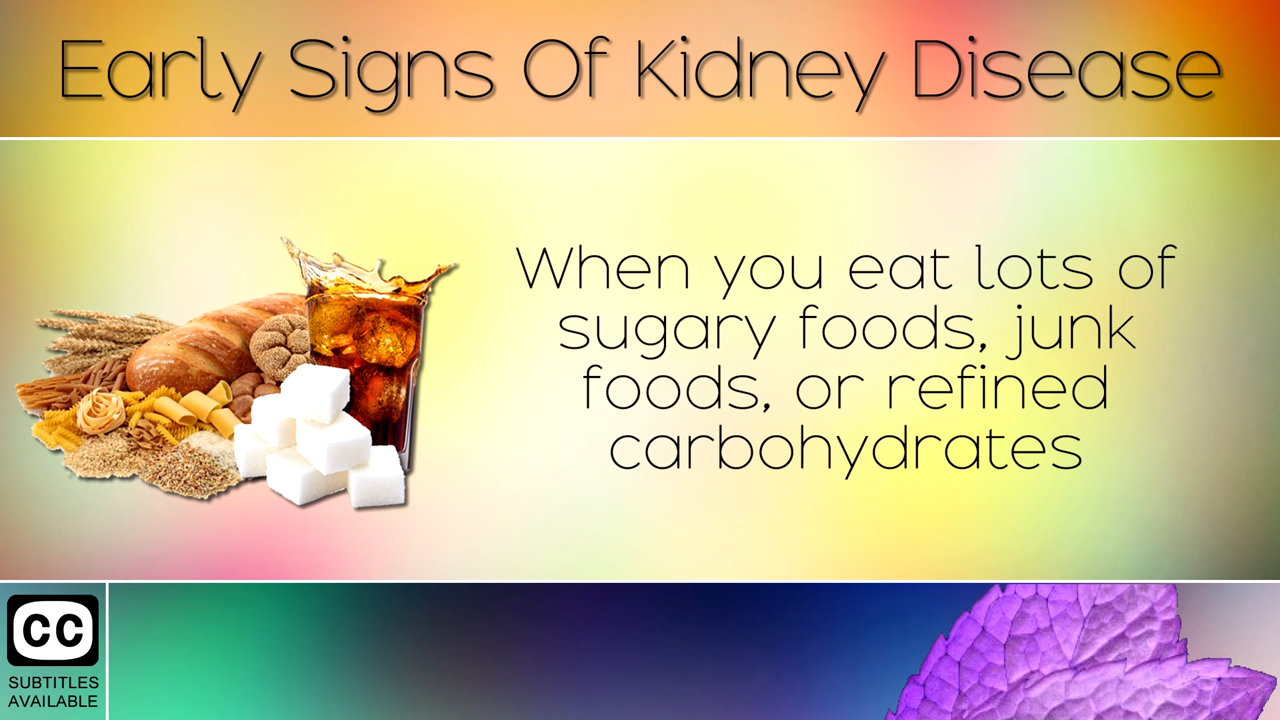 Early Signs Of Kidney Disease
When you eat lots of
sugary foods, junk
foods, or refined
carbohydrates
CC
SUBTITLES
AVAILABLE